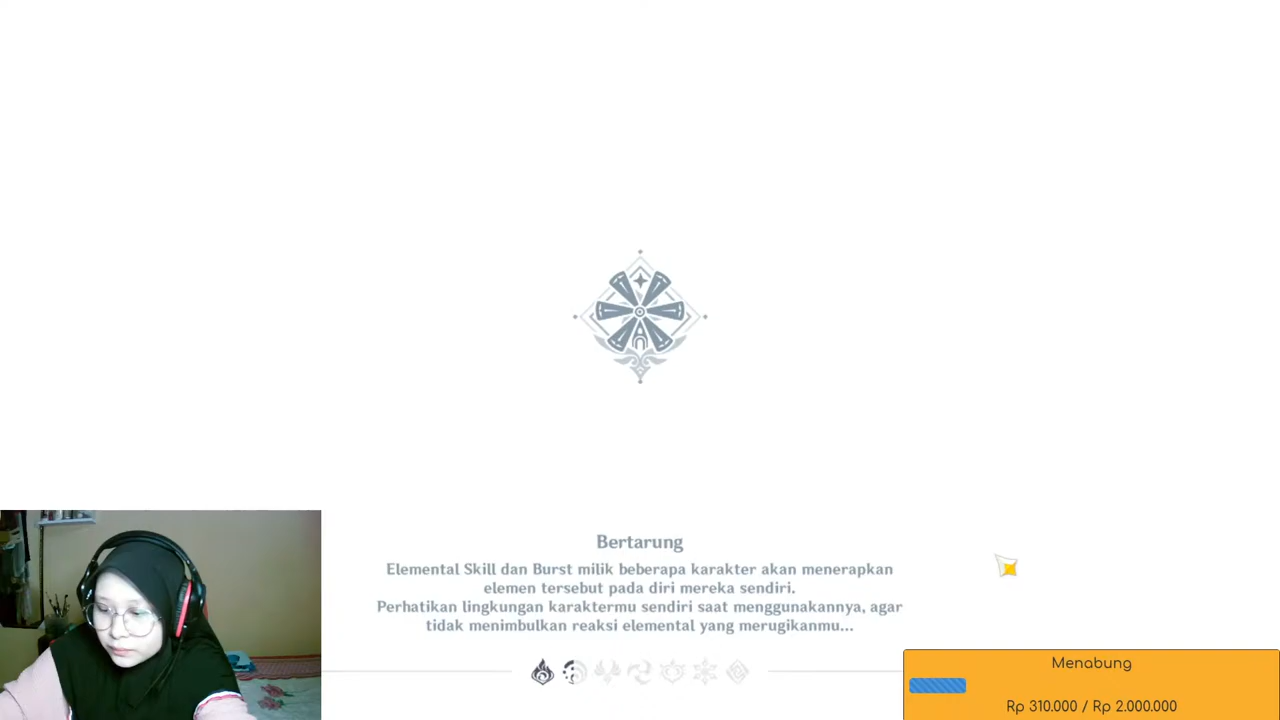 Bertarung
Elemental Skill dan Burst milik beberapa karakter akan menerapkan
elemen tersebut pada diri mereka sendiri.
Perhatikan lingkungan karaktermu sendiri saat menggunakannya, agar
tidak menimbulkan reaksi elemental yang merugikanmu...
Menabung
Rp 310.000 / Rp 2.000.000